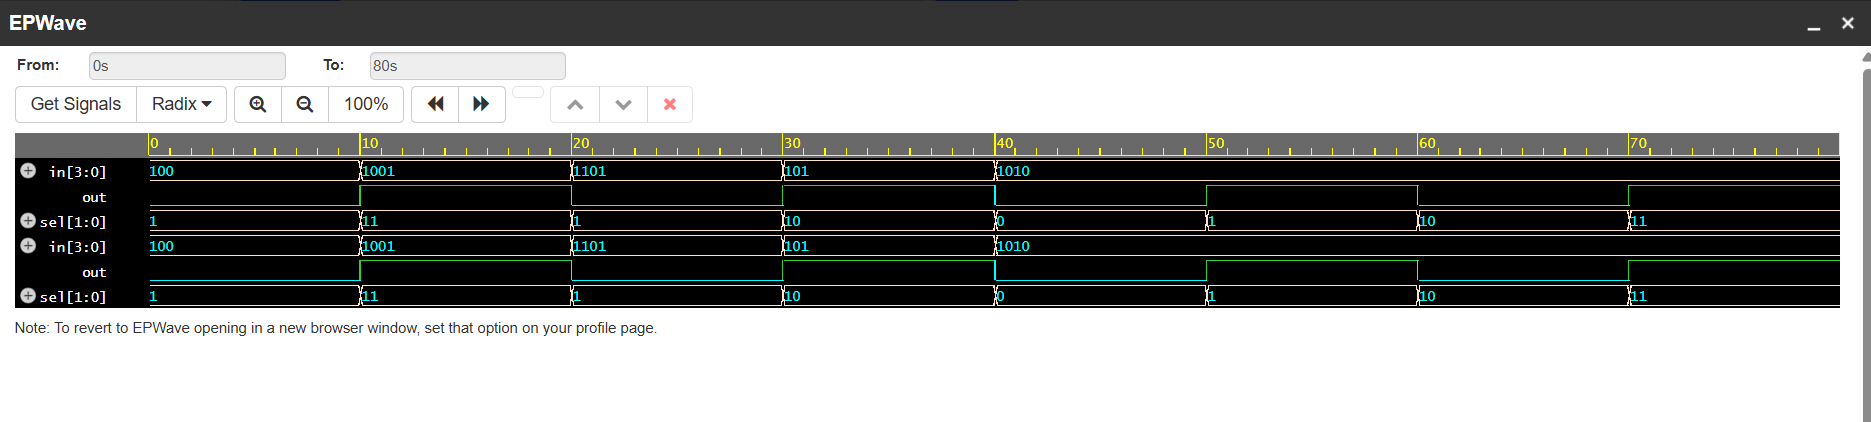 EPWave
From: 0s To: 80s
Get Signals Radix 100%
0 10 20 30 40 50 60 70
in[3:0] 100 1001 1101 101 1010
out
sel[1:0] 1 11 1 10 0 1 10 11
in[3:0] 100 1001 1101 101 1010
out
sel[1:0] 1 11 1 10 0 1 10 11
Note: To revert to EPWave opening in a new browser window, set that option on your profile page.